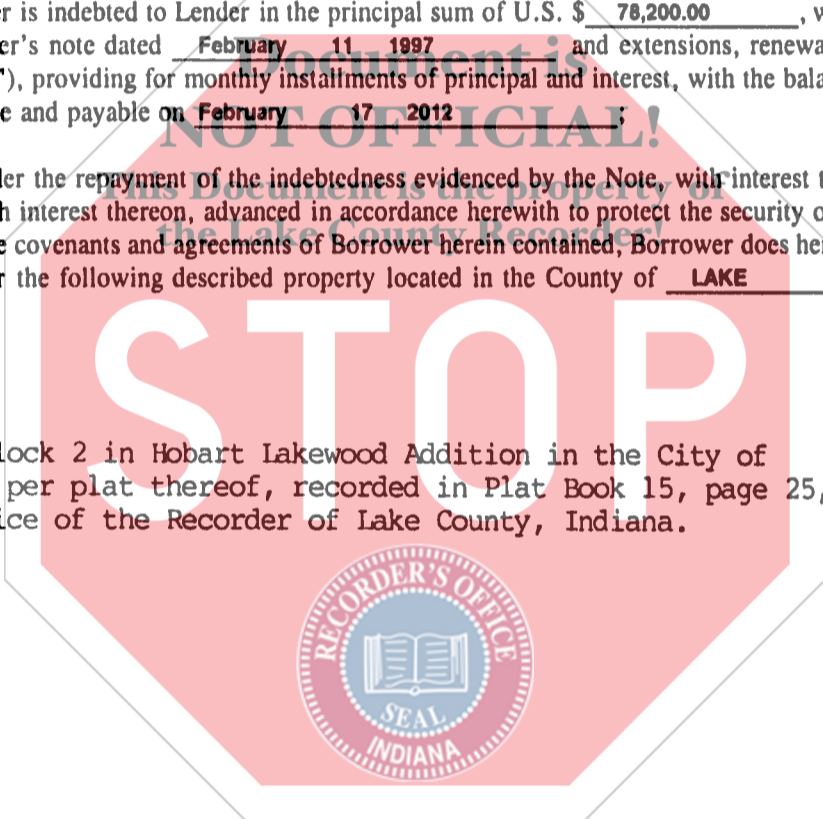 r is indebted to Lender in the principal sum of U.S. $ 78,200.00 , v
er's note dated February 11 1997 and extensions, renewa
"), providing for monthly installments of principal and interest, with the bala
e and payable on February 17 2012 ;
Document is
NOT OFFICIAL!
This Document is the property of
the Lake County Recorder!
er the repayment of the indebtedness evidenced by the Note, with interest t
h interest thereon, advanced in accordance herewith to protect the security o
e covenants and agreements of Borrower herein contained, Borrower does he
r the following described property located in the County of LAKE
STOP
lock 2 in Hobart Lakewood Addition in the City of
per plat thereof, recorded in Plat Book 15, page 25,
ice of the Recorder of Lake County, Indiana.
RECORDER'S OFFICE
SEAL
INDIANA